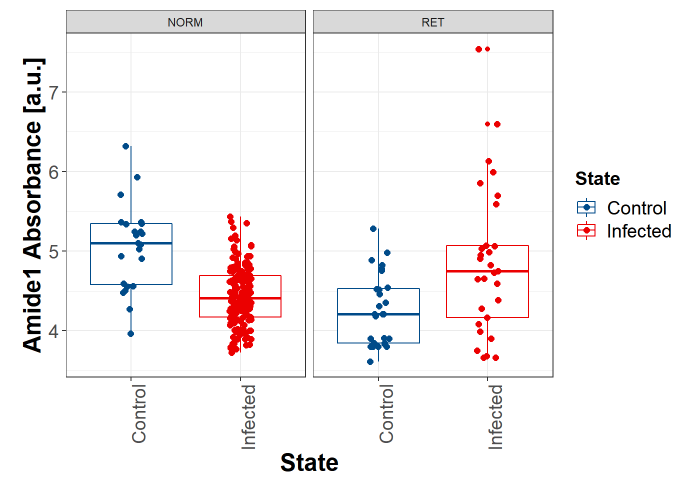 NORM
RET
Amide1 Absorbance [a.u.]
7
6
5
4
Control
Infected
Control
Infected
State
State
Control
Infected